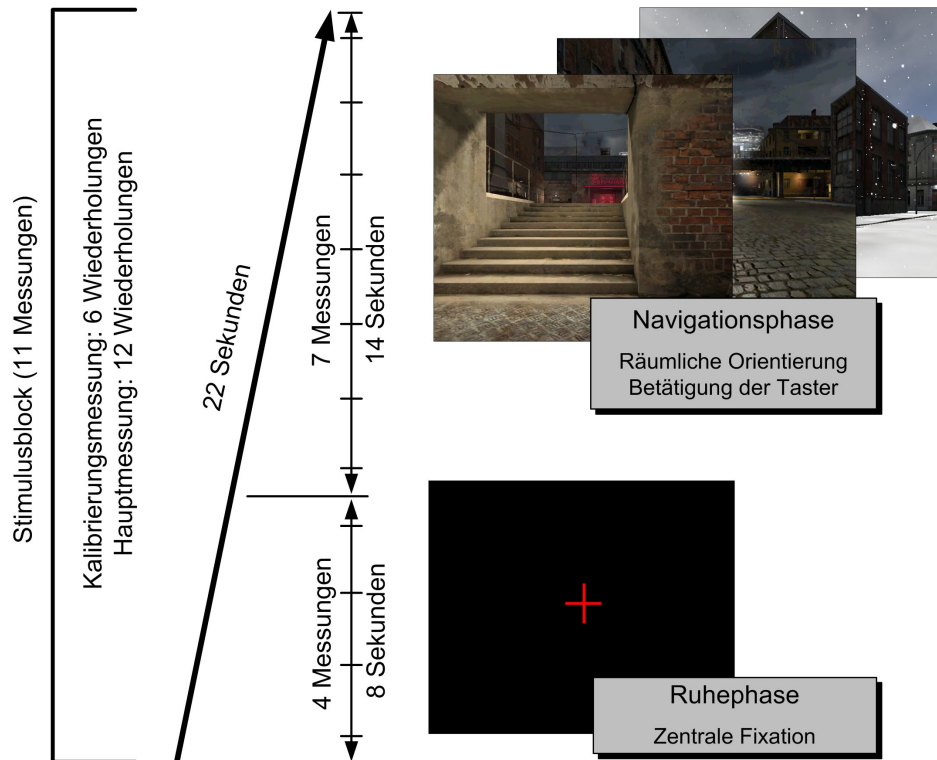 Stimulusblock (11 Messungen)
Kalibrierungsmessung: 6 Wiederholungen
Hauptmessung: 12 Wiederholungen
22 Sekunden
7 Messungen
14 Sekunden
4 Messungen
8 Sekunden
Navigationsphase
Räumliche Orientierung
Betätigung der Taster
Ruhephase
Zentrale Fixation